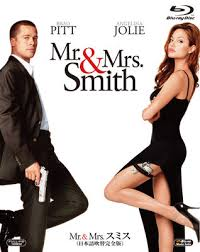 Blu-ray Disc
BRAD PITT
ANGELINA JOLIE
Mr. & Mrs.
Smith
Mr. & Mrs. スミス
(日本語吹替完全版)